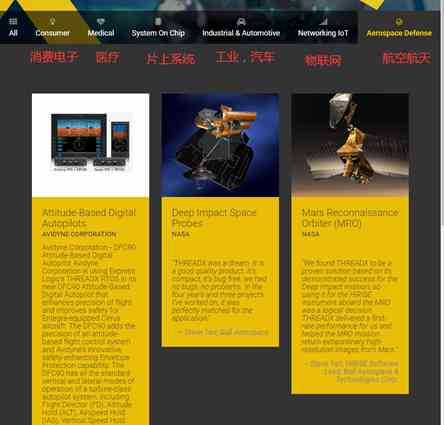 All Consumer Medical System On Chip Industrial & Automotive Networking IoT Aerospace Defense
消费电子 医疗 片上系统 工业，汽车 物联网 航空航天
Attitude-Based Digital
Autopilots
AVIDYNE CORPORATION
Avidyne Corporation - DFC90
Attitude-Based Digital
Autopilot Avidyne
Corporation is using Express
Logic's THREADX RTOS in its
new DFC90 Attitude-Based
Digital Autopilot that
enhances precision of flight
and improves safety for
Entegra-equipped Cirrus
aircraft. The DFC90 adds the
precision of an attitude-
based flight control system
and Avidyne's innovative,
safety-enhancing Envelope
Protection capability. The
DFC90 has all the standard
vertical and lateral modes of
operation of a turbine-class
autopilot system, including
Flight Director (FD), Altitude
Hold (ALT), Airspeed Hold
(IAS), Vertical Speed Hold
Deep Impact Space
Probes
NASA
"THREADX was a dream. It is
a good quality product, it's
compact, it's bug free, we had
no bugs, no problems. In the
four years and three projects
I've worked on, it was
perfectly matched for the
application."
— Steve Tarr, Ball Aerospace
Mars Reconnaissance
Orbiter (MRO)
NASA
"We found THREADX to be a
proven solution based on its
demonstrated success for the
Deep Impact mission, so
using it for the HiRISE
instrument aboard the MRO
was a logical decision.
THREADX delivered a first-
rate performance for us and
helped the MRO mission
return extraordinary high-
resolution images from Mars."
— Steve Tarr, HiRISE Software
Lead, Ball Aerospace &
Technologies Corp.